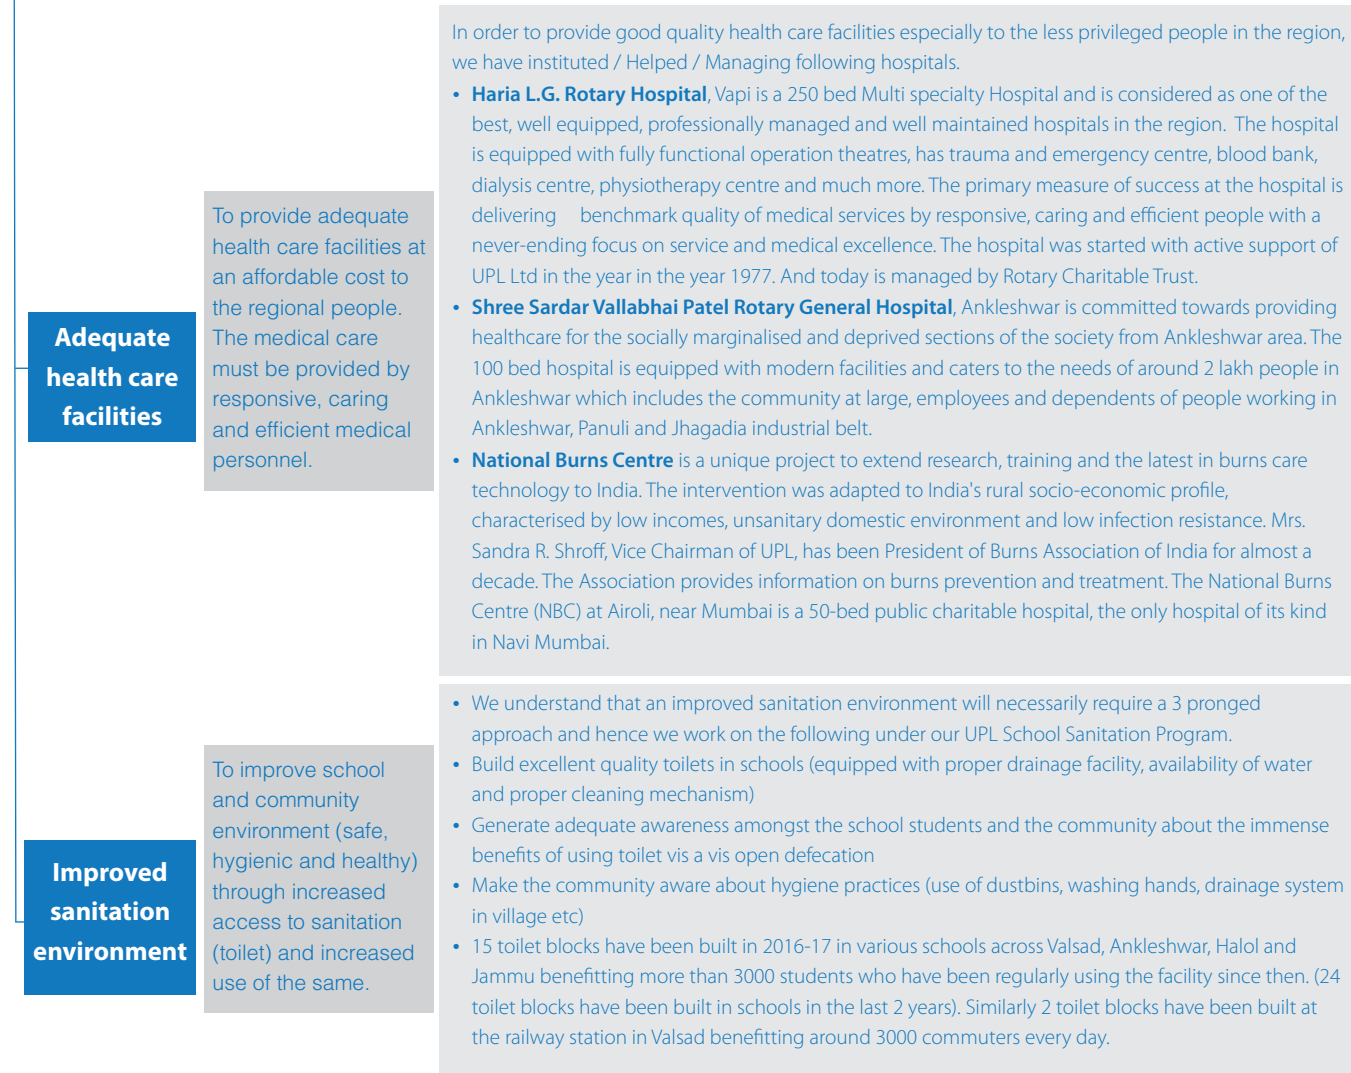 Adequate
health care
facilities
To provide adequate
health care facilities at
an affordable cost to
the regional people.
The medical care
must be provided by
responsive, caring
and efficient medical
personnel.
In order to provide good quality health care facilities especially to the less privileged people in the region,
we have instituted / Helped / Managing following hospitals.
• Haria L.G. Rotary Hospital, Vapi is a 250 bed Multi specialty Hospital and is considered as one of the
best, well equipped, professionally managed and well maintained hospitals in the region. The hospital
is equipped with fully functional operation theatres, has trauma and emergency centre, blood bank,
dialysis centre, physiotherapy centre and much more. The primary measure of success at the hospital is
delivering benchmark quality of medical services by responsive, caring and efficient people with a
never-ending focus on service and medical excellence. The hospital was started with active support of
UPL Ltd in the year in the year 1977. And today is managed by Rotary Charitable Trust.
• Shree Sardar Vallabhai Patel Rotary General Hospital, Ankleshwar is committed towards providing
healthcare for the socially marginalised and deprived sections of the society from Ankleshwar area. The
100 bed hospital is equipped with modern facilities and caters to the needs of around 2 lakh people in
Ankleshwar which includes the community at large, employees and dependents of people working in
Ankleshwar, Panuli and Jhagadia industrial belt.
• National Burns Centre is a unique project to extend research, training and the latest in burns care
technology to India. The intervention was adapted to India's rural socio-economic profile,
characterised by low incomes, unsanitary domestic environment and low infection resistance. Mrs.
Sandra R. Shroff, Vice Chairman of UPL, has been President of Burns Association of India for almost a
decade. The Association provides information on burns prevention and treatment. The National Burns
Centre (NBC) at Airoli, near Mumbai is a 50-bed public charitable hospital, the only hospital of its kind
in Navi Mumbai.
Improved
sanitation
environment
To improve school
and community
environment (safe,
hygienic and healthy)
through increased
access to sanitation
(toilet) and increased
use of the same.
• We understand that an improved sanitation environment will necessarily require a 3 pronged
approach and hence we work on the following under our UPL School Sanitation Program.
• Build excellent quality toilets in schools (equipped with proper drainage facility, availability of water
and proper cleaning mechanism)
• Generate adequate awareness amongst the school students and the community about the immense
benefits of using toilet vis a vis open defecation
• Make the community aware about hygiene practices (use of dustbins, washing hands, drainage system
in village etc)
• 15 toilet blocks have been built in 2016-17 in various schools across Valsad, Ankleshwar, Halol and
Jammu benefitting more than 3000 students who have been regularly using the facility since then. (24
toilet blocks have been built in schools in the last 2 years). Similarly 2 toilet blocks have been built at
the railway station in Valsad benefitting around 3000 commuters every day.